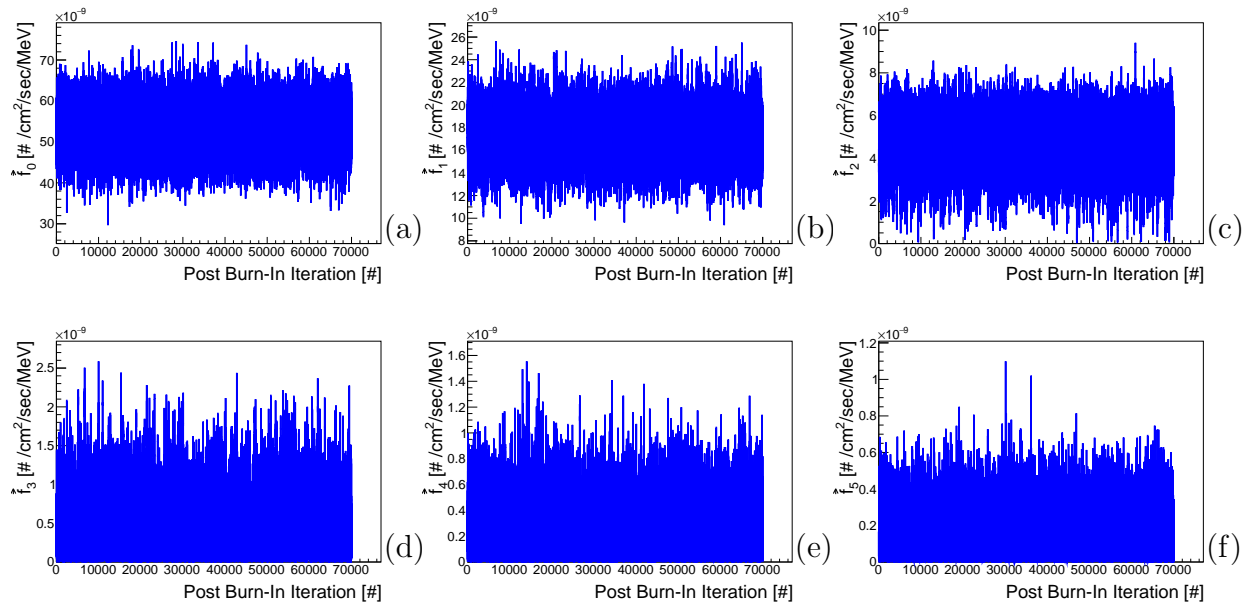 ×10⁻⁹
70
60
50
40
30
f̂₀ [# /cm²/sec/MeV]
0 10000 20000 30000 40000 50000 60000 70000
Post Burn-In Iteration [#]
(a)
×10⁻⁹
26
24
22
20
18
16
14
12
10
8
f̂₁ [# /cm²/sec/MeV]
0 10000 20000 30000 40000 50000 60000 70000
Post Burn-In Iteration [#]
(b)
×10⁻⁹
10
8
6
4
2
0
f̂₂ [# /cm²/sec/MeV]
0 10000 20000 30000 40000 50000 60000 70000
Post Burn-In Iteration [#]
(c)
×10⁻⁹
2.5
2
1.5
1
0.5
0
f̂₃ [# /cm²/sec/MeV]
0 10000 20000 30000 40000 50000 60000 70000
Post Burn-In Iteration [#]
(d)
×10⁻⁹
1.6
1.4
1.2
1
0.8
0.6
0.4
0.2
0
f̂₄ [# /cm²/sec/MeV]
0 10000 20000 30000 40000 50000 60000 70000
Post Burn-In Iteration [#]
(e)
×10⁻⁹
1.2
1
0.8
0.6
0.4
0.2
0
f̂₅ [# /cm²/sec/MeV]
0 10000 20000 30000 40000 50000 60000 70000
Post Burn-In Iteration [#]
(f)